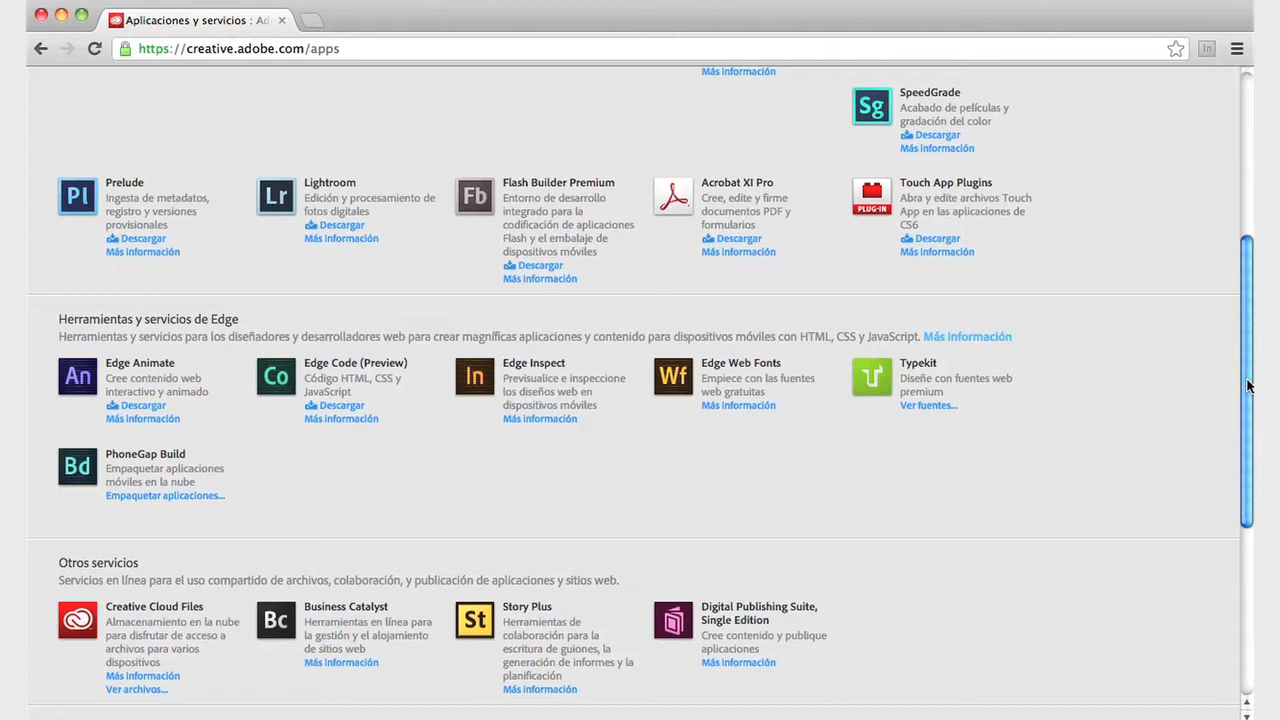 Aplicaciones y servicios : Ad
https://creative.adobe.com/apps
In
Más información
Sg
SpeedGrade
Acabado de películas y
gradación del color
Descargar
Más información
Pl
Prelude
Ingesta de metadatos,
registro y versiones
provisionales
Descargar
Más información
Lr
Lightroom
Edición y procesamiento de
fotos digitales
Descargar
Más información
Fb
Flash Builder Premium
Entorno de desarrollo
integrado para la
codificación de aplicaciones
Flash y el embalaje de
dispositivos móviles
Descargar
Más información
Acrobat XI Pro
Cree, edite y firme
documentos PDF y
formularios
Descargar
Más información
PLUG-IN
Touch App Plugins
Abra y edite archivos Touch
App en las aplicaciones de
CS6
Descargar
Más información
Herramientas y servicios de Edge
Herramientas y servicios para los diseñadores y desarrolladores web para crear magníficas aplicaciones y contenido para dispositivos móviles con HTML, CSS y JavaScript. Más información
An
Edge Animate
Cree contenido web
interactivo y animado
Descargar
Más información
Co
Edge Code (Preview)
Código HTML, CSS y
JavaScript
Descargar
Más información
In
Edge Inspect
Previsualice e inspeccione
los diseños web en
dispositivos móviles
Más información
Wf
Edge Web Fonts
Empiece con las fuentes
web gratuitas
Más información
Typekit
Diseñe con fuentes web
premium
Ver fuentes...
Bd
PhoneGap Build
Empaquetar aplicaciones
móviles en la nube
Empaquetar aplicaciones...
Otros servicios
Servicios en línea para el uso compartido de archivos, colaboración, y publicación de aplicaciones y sitios web.
Creative Cloud Files
Almacenamiento en la nube
para disfrutar de acceso a
archivos para varios
dispositivos
Más información
Ver archivos...
Bc
Business Catalyst
Herramientas en línea para
la gestión y el alojamiento
de sitios web
Más información
St
Story Plus
Herramientas de
colaboración para la
escritura de guiones, la
generación de informes y la
planificación
Más información
Digital Publishing Suite,
Single Edition
Cree contenido y publique
aplicaciones
Más información